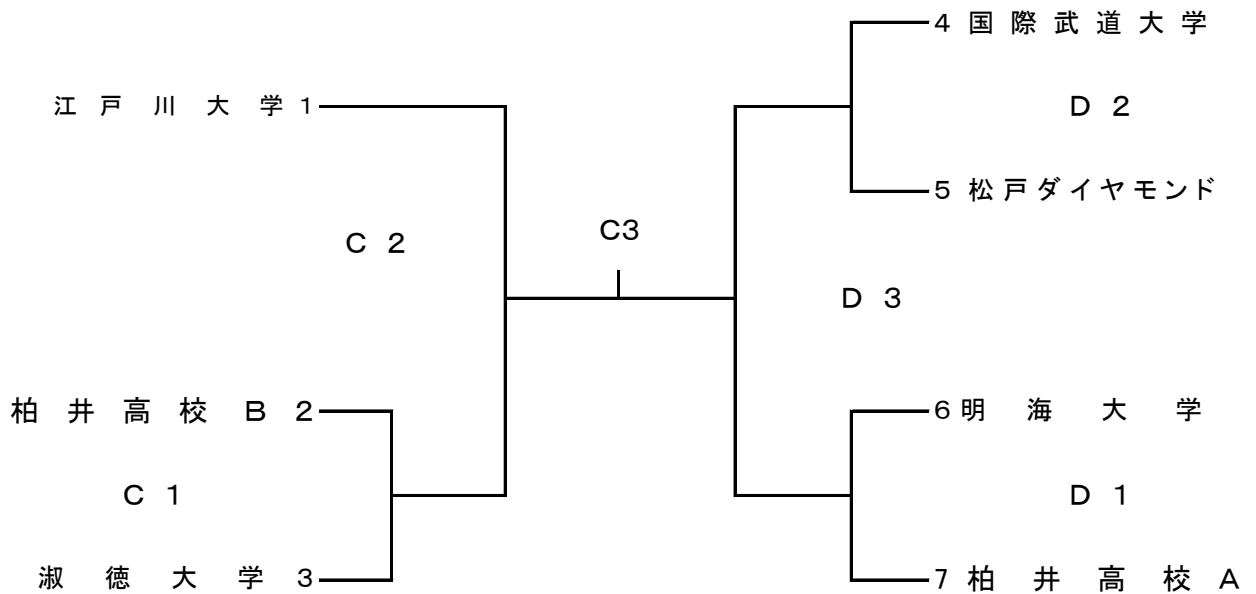 4 国際武道大学
江戸川大学 1
D 2
5 松戸ダイヤモンド
C3
C 2
D 3
柏井高校B 2
6 明海大学
C 1
D 1
淑徳大学 3
7 柏井高校A